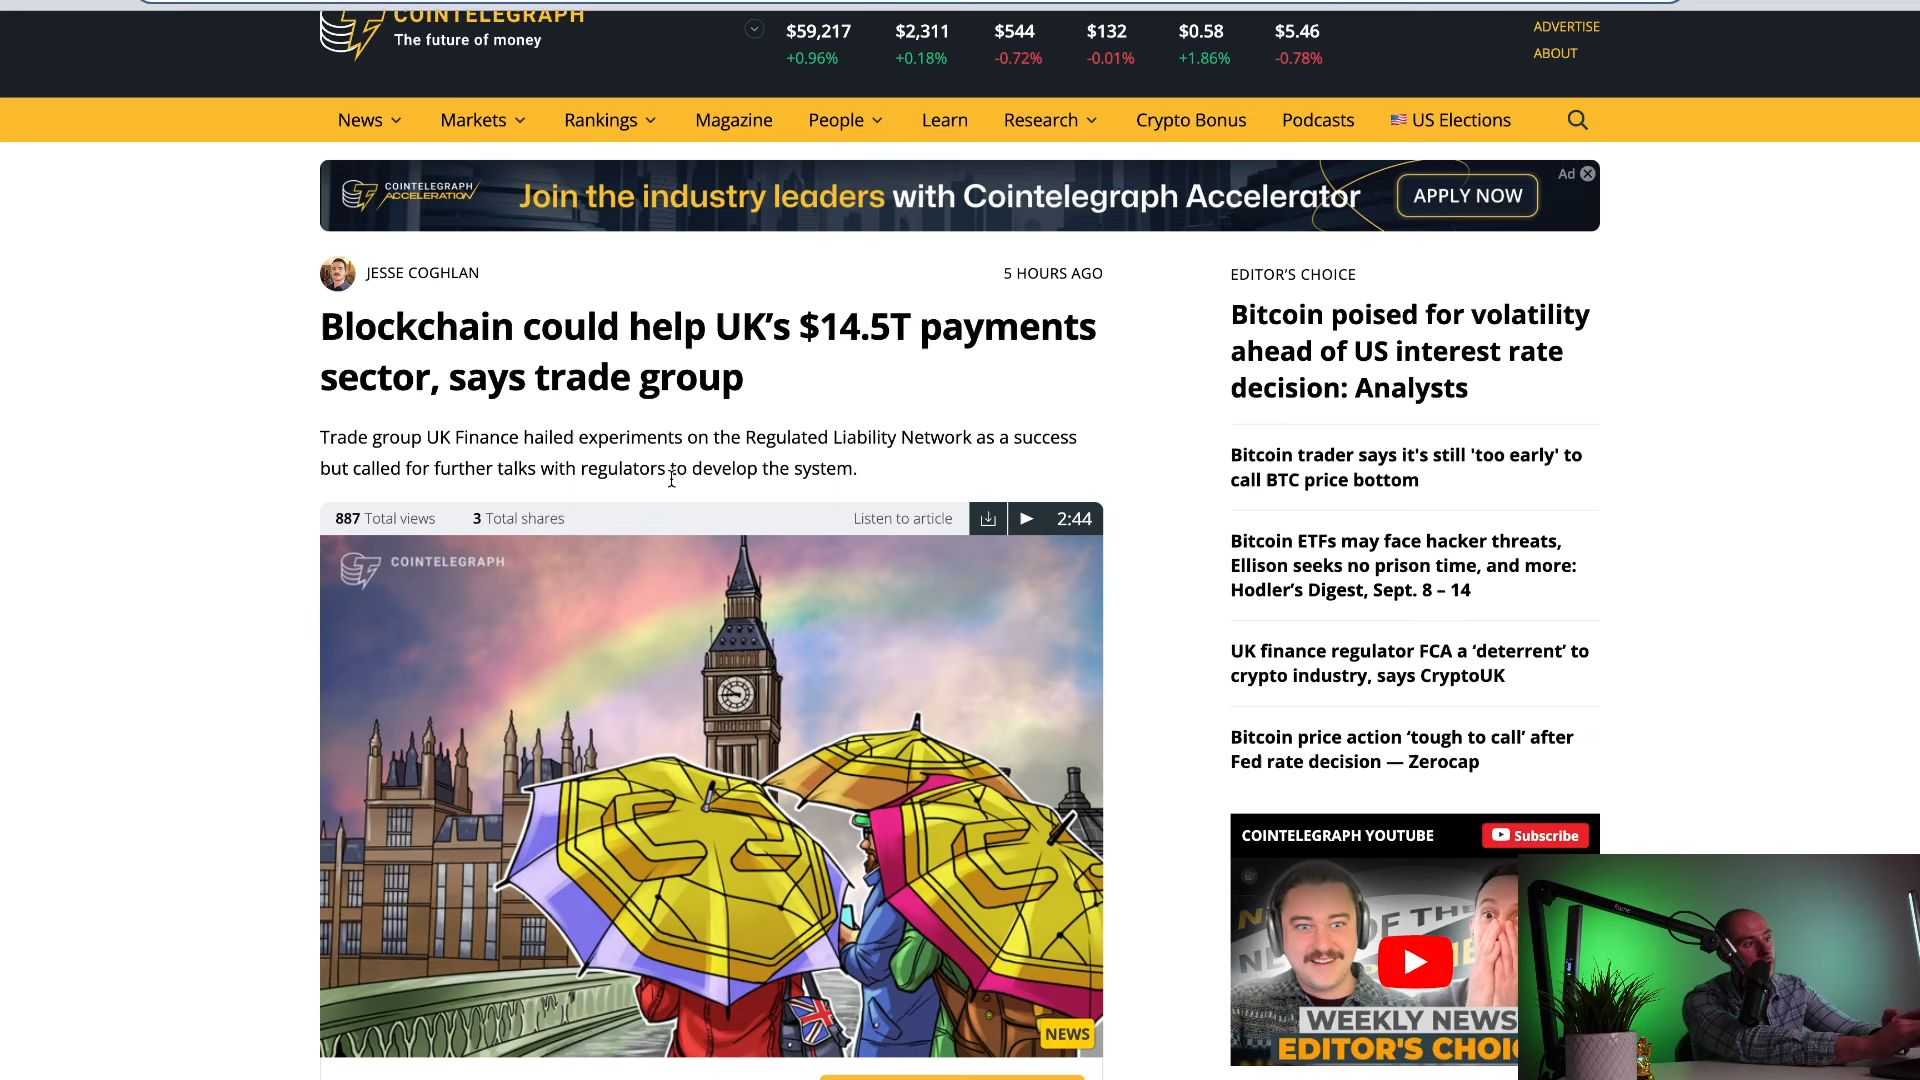 COINTELEGRAPH
The future of money
$59,217
$2,311
$544
$132
$0.58
$5.46
+0.96%
+0.18%
-0.72%
-0.01%
+1.86%
-0.78%
ADVERTISE
ABOUT
News
Markets
Rankings
Magazine
People
Learn
Research
Crypto Bonus
Podcasts
US Elections
COINTELEGRAPH
ACCELERATION
Join the industry leaders with Cointelegraph Accelerator
APPLY NOW
Ad
JESSE COGHLAN
5 HOURS AGO
Blockchain could help UK’s $14.5T payments
sector, says trade group
Trade group UK Finance hailed experiments on the Regulated Liability Network as a success
but called for further talks with regulators to develop the system.
887 Total views
3 Total shares
Listen to article
2:44
COINTELEGRAPH
NEWS
EDITOR’S CHOICE
Bitcoin poised for volatility
ahead of US interest rate
decision: Analysts
Bitcoin trader says it's still 'too early' to
call BTC price bottom
Bitcoin ETFs may face hacker threats,
Ellison seeks no prison time, and more:
Hodler’s Digest, Sept. 8 – 14
UK finance regulator FCA a ‘deterrent’ to
crypto industry, says CryptoUK
Bitcoin price action ‘tough to call’ after
Fed rate decision — Zerocap
COINTELEGRAPH YOUTUBE
Subscribe
OF THE
WEEKLY NEWS
EDITOR'S